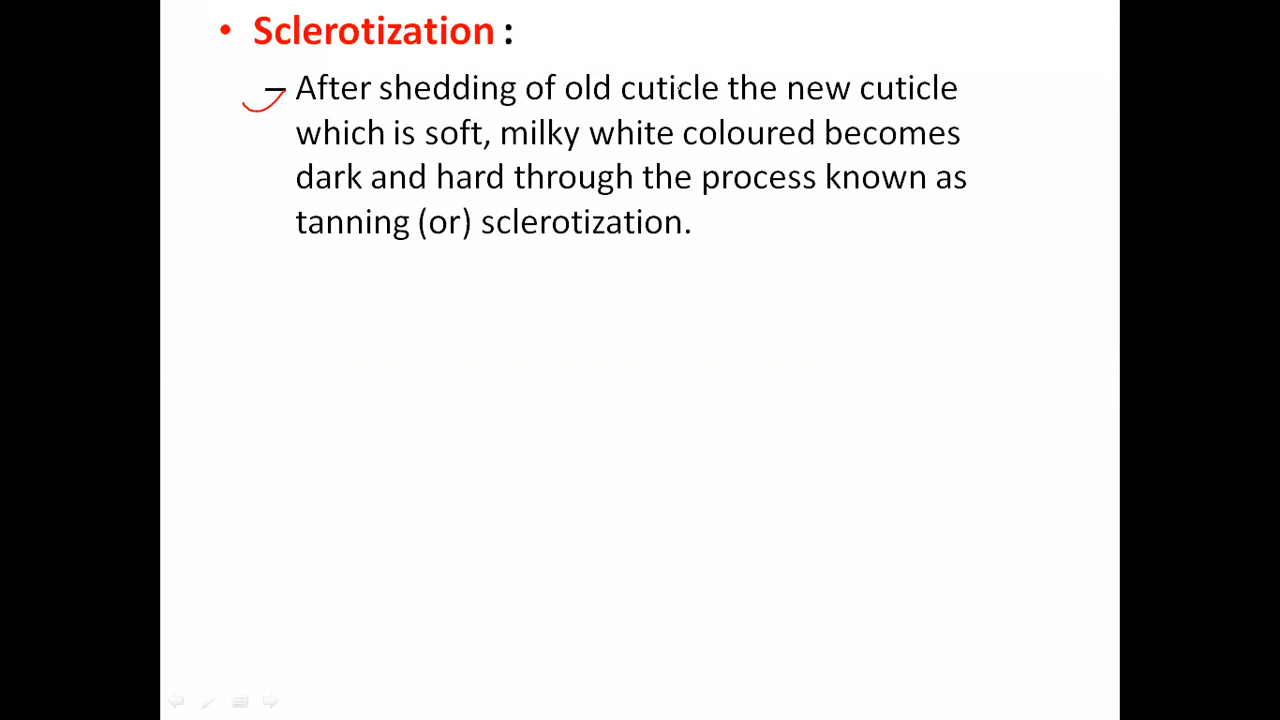 • Sclerotization :
– After shedding of old cuticle the new cuticle
which is soft, milky white coloured becomes
dark and hard through the process known as
tanning (or) sclerotization.